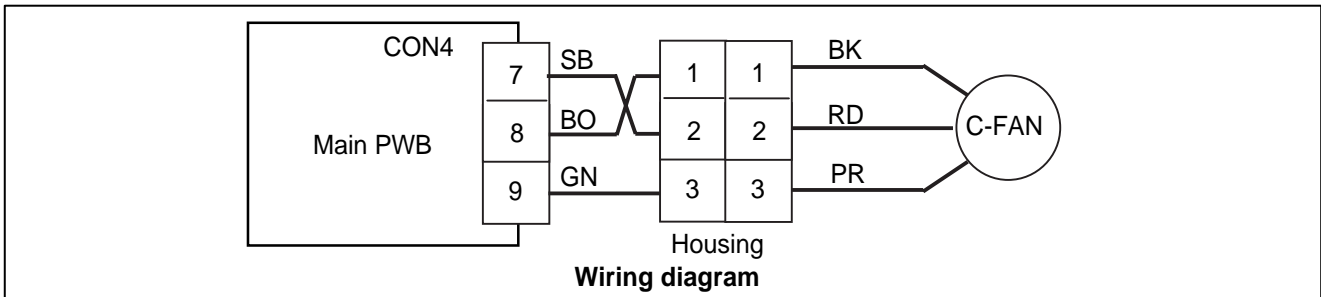 CON4
Main PWB
7 SB 1 1 BK
8 BO 2 2 RD
9 GN 3 3 PR
C-FAN
Housing
Wiring diagram